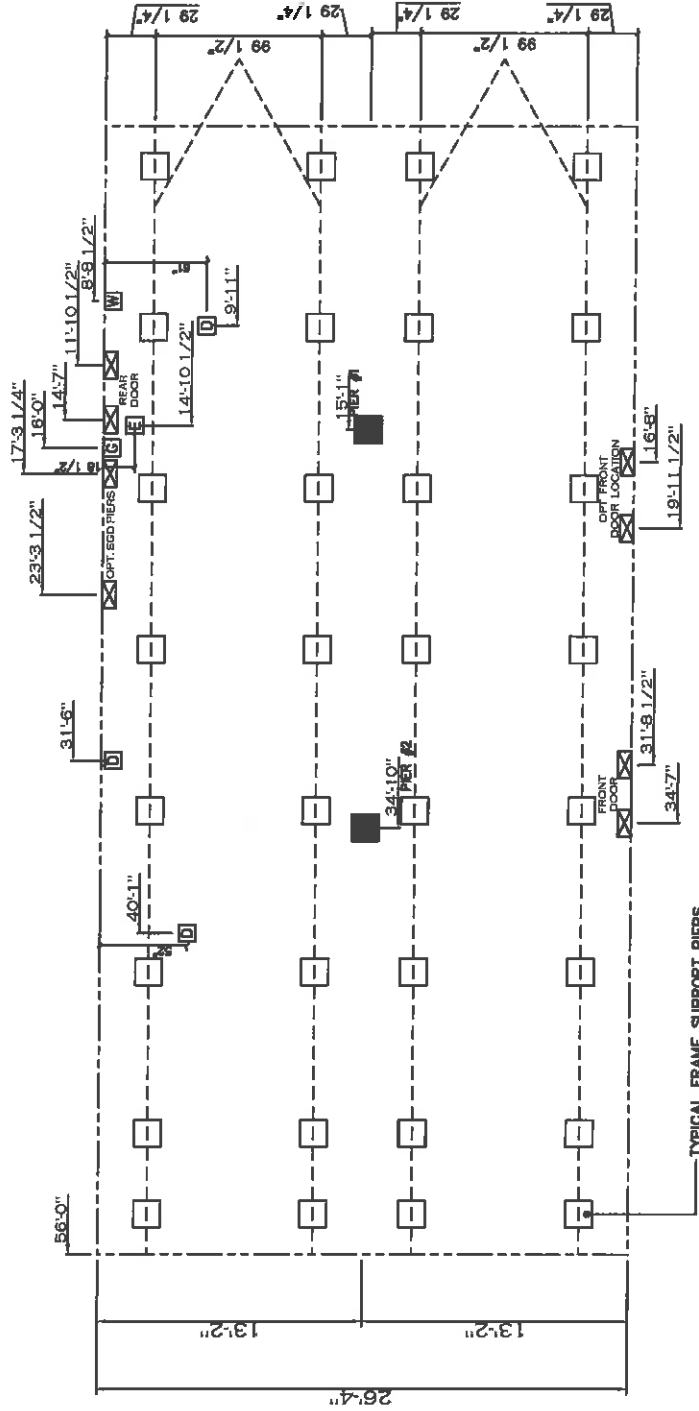 29 1/4"
99 1/2"
29 1/4"
29 1/4"
99 1/2"
29 1/4"
8'-8 1/2"
11'-10 1/2"
14'-7"
16'-0"
17'-3 1/4"
23'-3 1/2"
31'-6"
40'-1"
56'-0"
W
REAR
DOOR
G
E
18 1/2"
OPT. SGD PIERS
D
D
D
9'-11"
14'-10 1/2"
15'-1"
PIER #1
34'-10"
PIER #2
OPT FRONT
DOOR LOCATION
16'-8"
19'-11 1/2"
FRONT
DOOR
31'-8 1/2"
34'-7"
13'-2"
13'-2"
26'-4"
TYPICAL FRAME SUPPORT PIERS